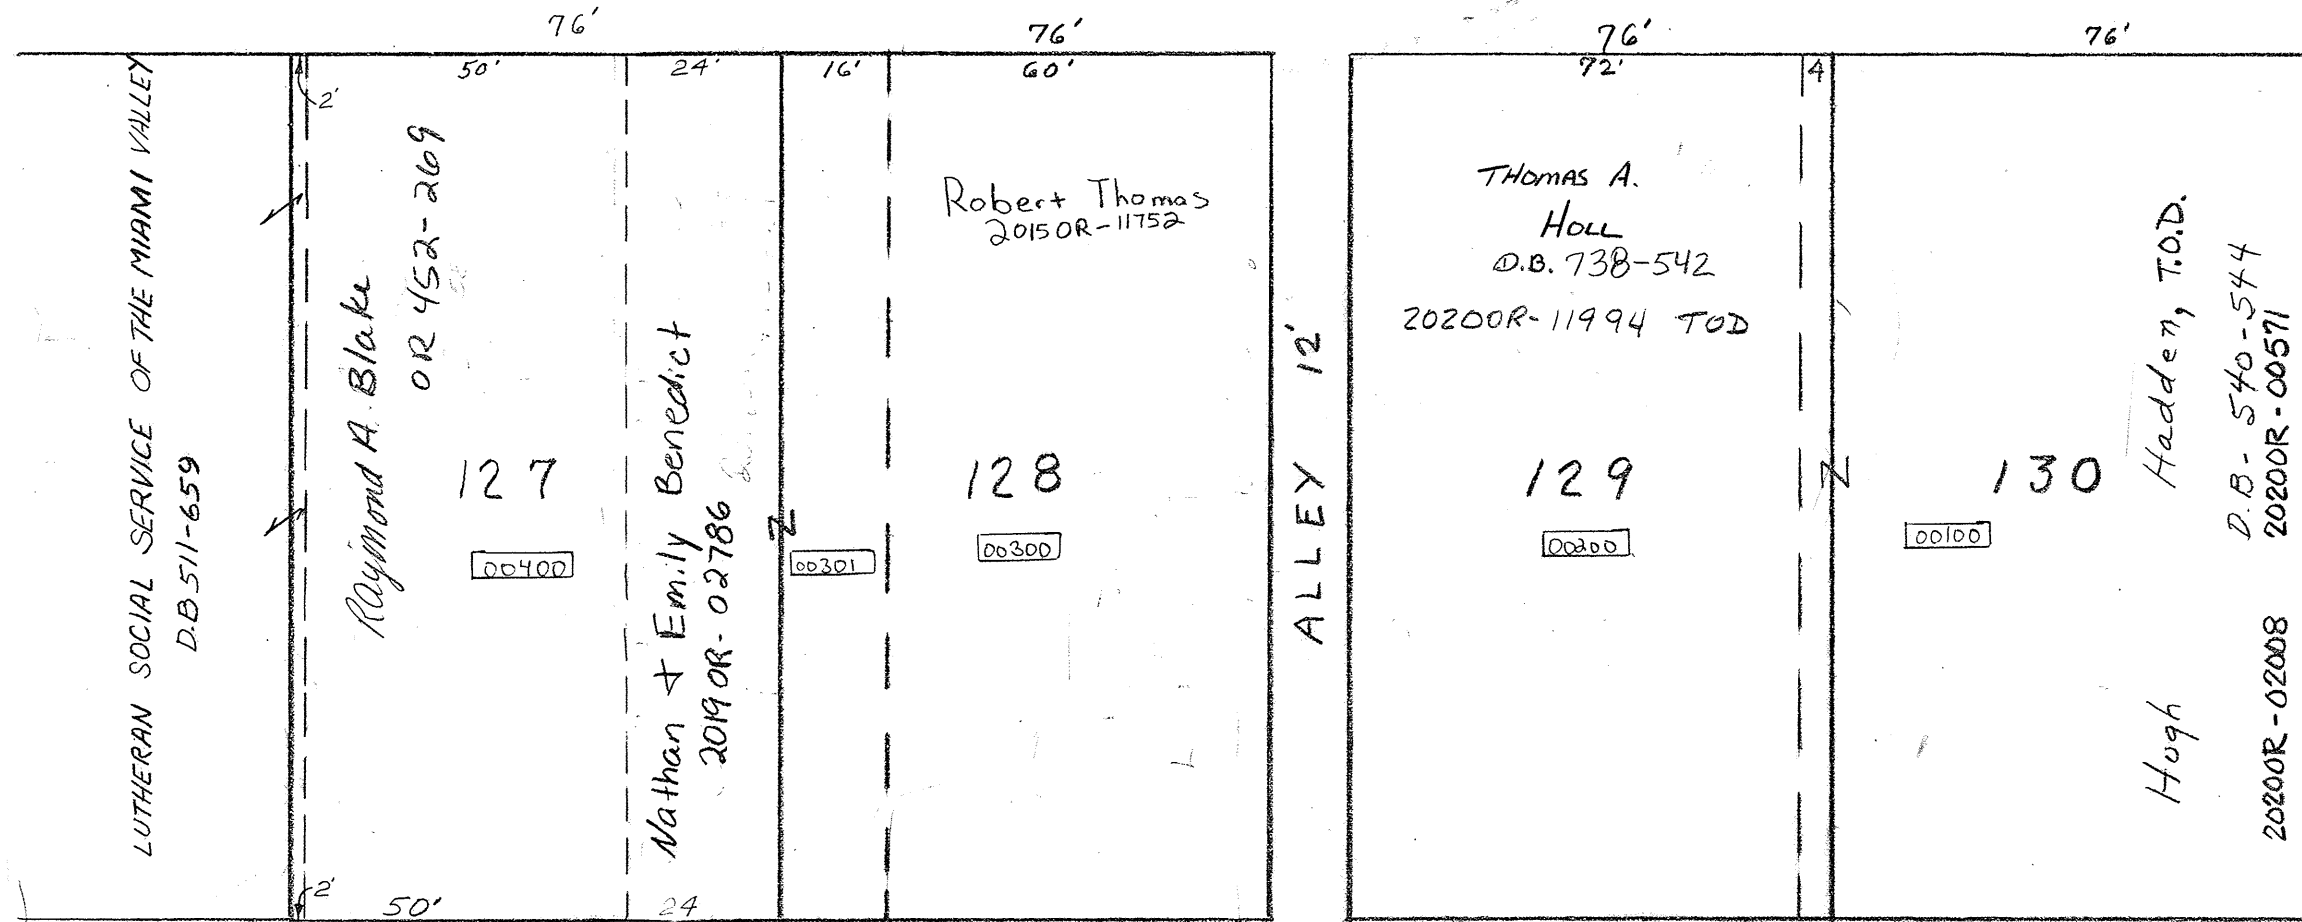 76'
76'
76'
76'
50'
24'
16'
60'
72'
4
2'
LUTHERAN SOCIAL SERVICE OF THE MIAMI VALLEY
D.B. 511-659
Raymond A. Blake
OR 452-269
127
00400
Nathan + Emily Benedict
2019 OR-02786
00301
Robert Thomas
2015OR-11752
128
00300
ALLEY 12'
THOMAS A.
HOLL
D.B. 738-542
2020OR-11994 TOD
129
00200
130
00100
Hugh Hadden, T.O.D.
D.B.-540-544
2020OR-02008 2020OR-00571
2'
50'
24